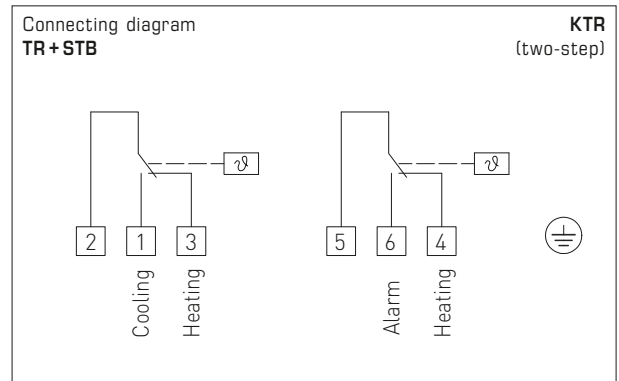 Connecting diagram
TR+STB
KTR
(two-step)
ϑ
ϑ
2 1 3
5 6 4
Cooling
Heating
Alarm
Heating